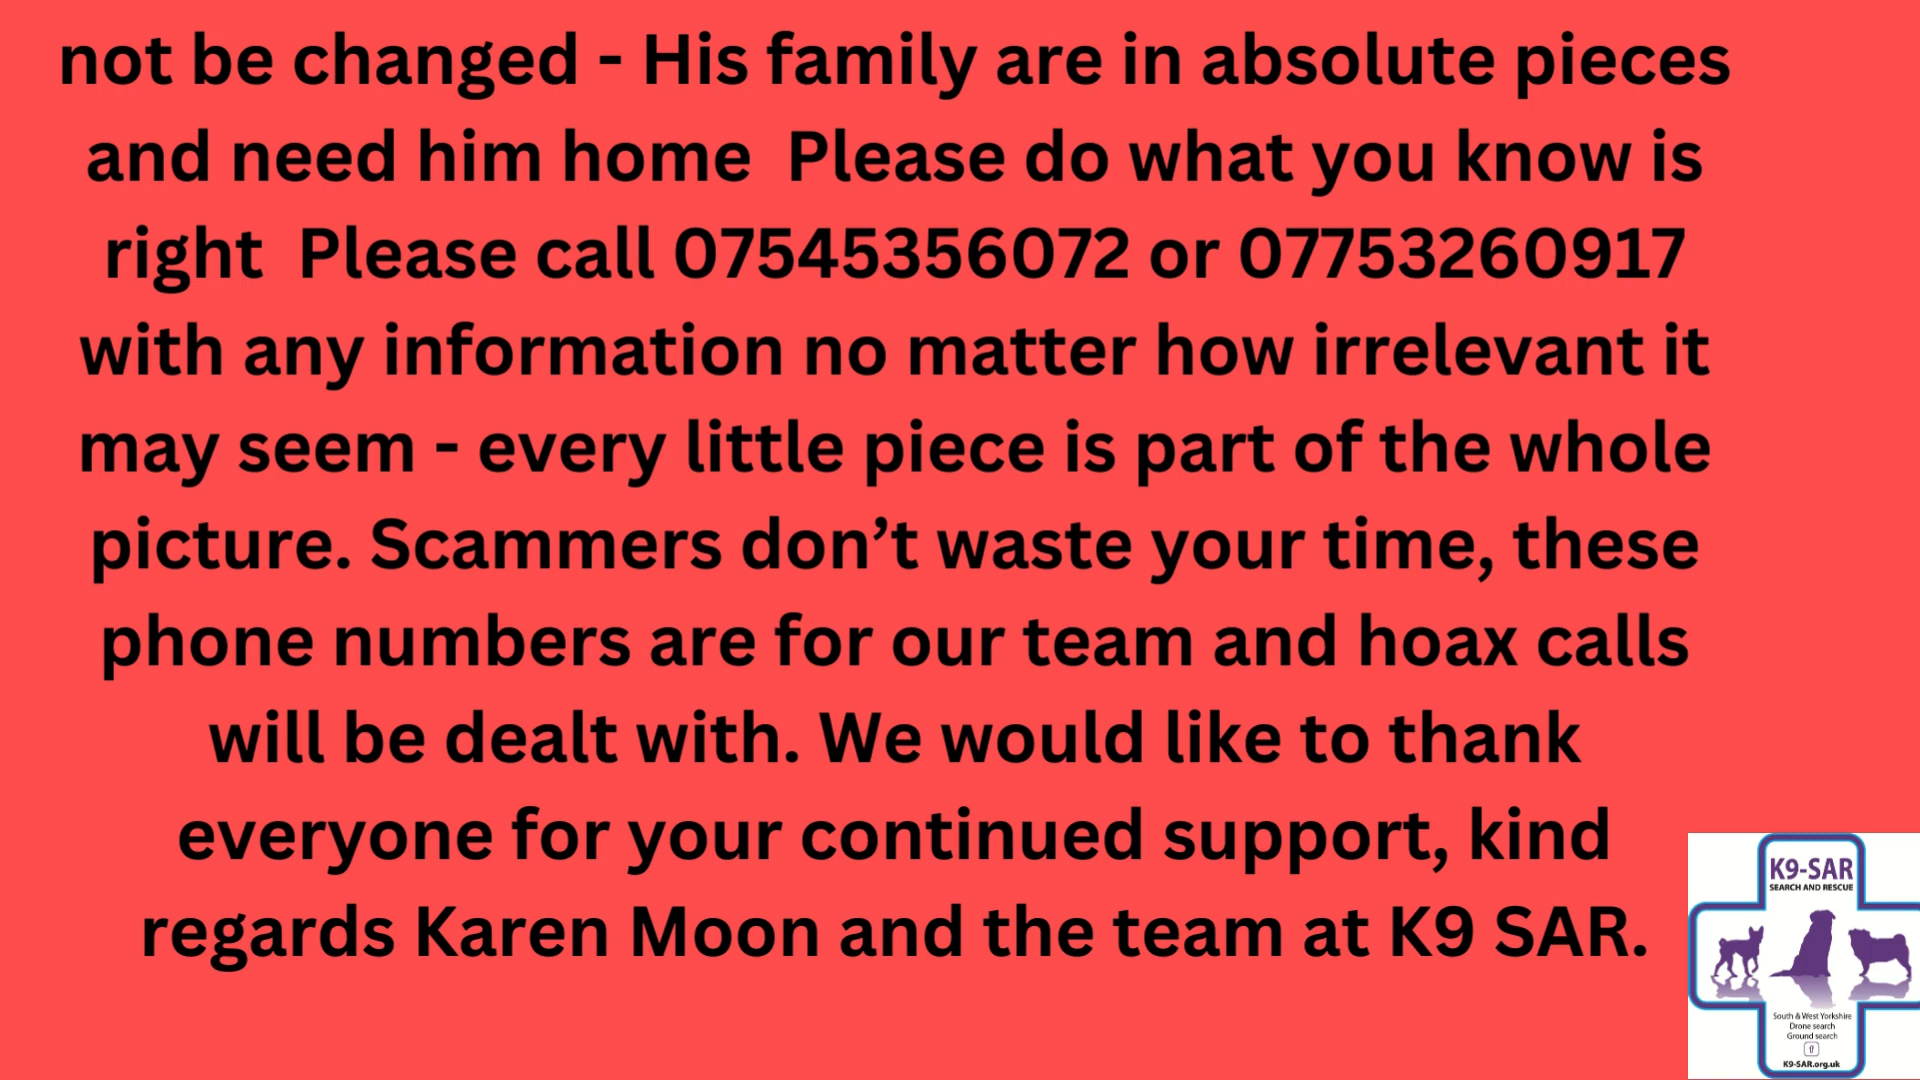 not be changed - His family are in absolute pieces
and need him home  Please do what you know is
right  Please call 07545356072 or 07753260917
with any information no matter how irrelevant it
may seem - every little piece is part of the whole
picture. Scammers don’t waste your time, these
phone numbers are for our team and hoax calls
will be dealt with. We would like to thank
everyone for your continued support, kind
regards Karen Moon and the team at K9 SAR.
K9-SAR
SEARCH AND RESCUE
South & West Yorkshire
Drone search
Ground search
f
K9-SAR.org.uk